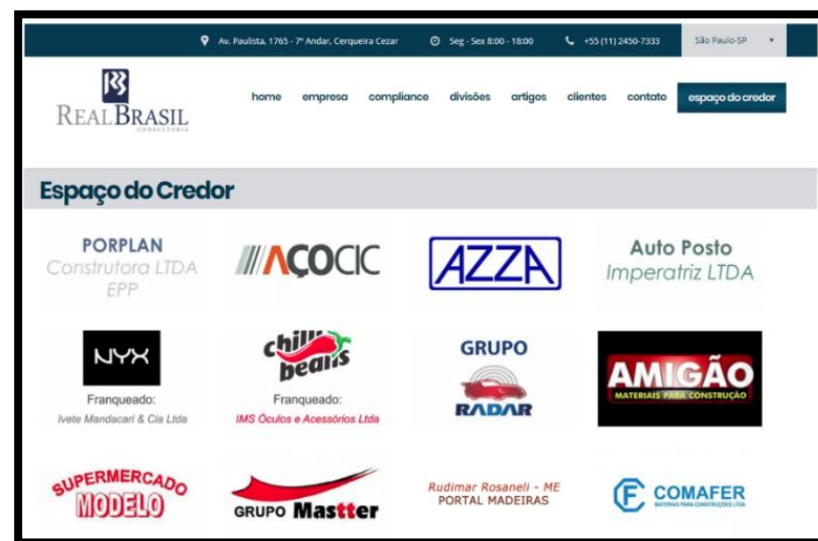 Av. Paulista, 1765 - 7º Andar, Cerqueira Cezar Seg - Sex 8:00 - 18:00 +55 (11) 2450-7333 São Paulo-SP
REALBRASIL
CONSULTORIA
home empresa compliance divisões artigos clientes contato espaço do credor
Espaço do Credor
PORPLAN
Construtora LTDA
EPP
AÇOCIC
AZZA
Auto Posto
Imperatriz LTDA
NYX
Franqueado:
Ivete Mandacari & Cia Ltda
chilli
beans
Franqueado:
IMS Óculos e Acessórios Ltda
GRUPO
RADAR
AMIGÃO
MATERIAIS PARA CONSTRUÇÃO
SUPERMERCADO
MODELO
GRUPO Mastter
Rudimar Rosaneli - ME
PORTAL MADEIRAS
COMAFER
MATERIAIS PARA CONSTRUÇÕES LTDA